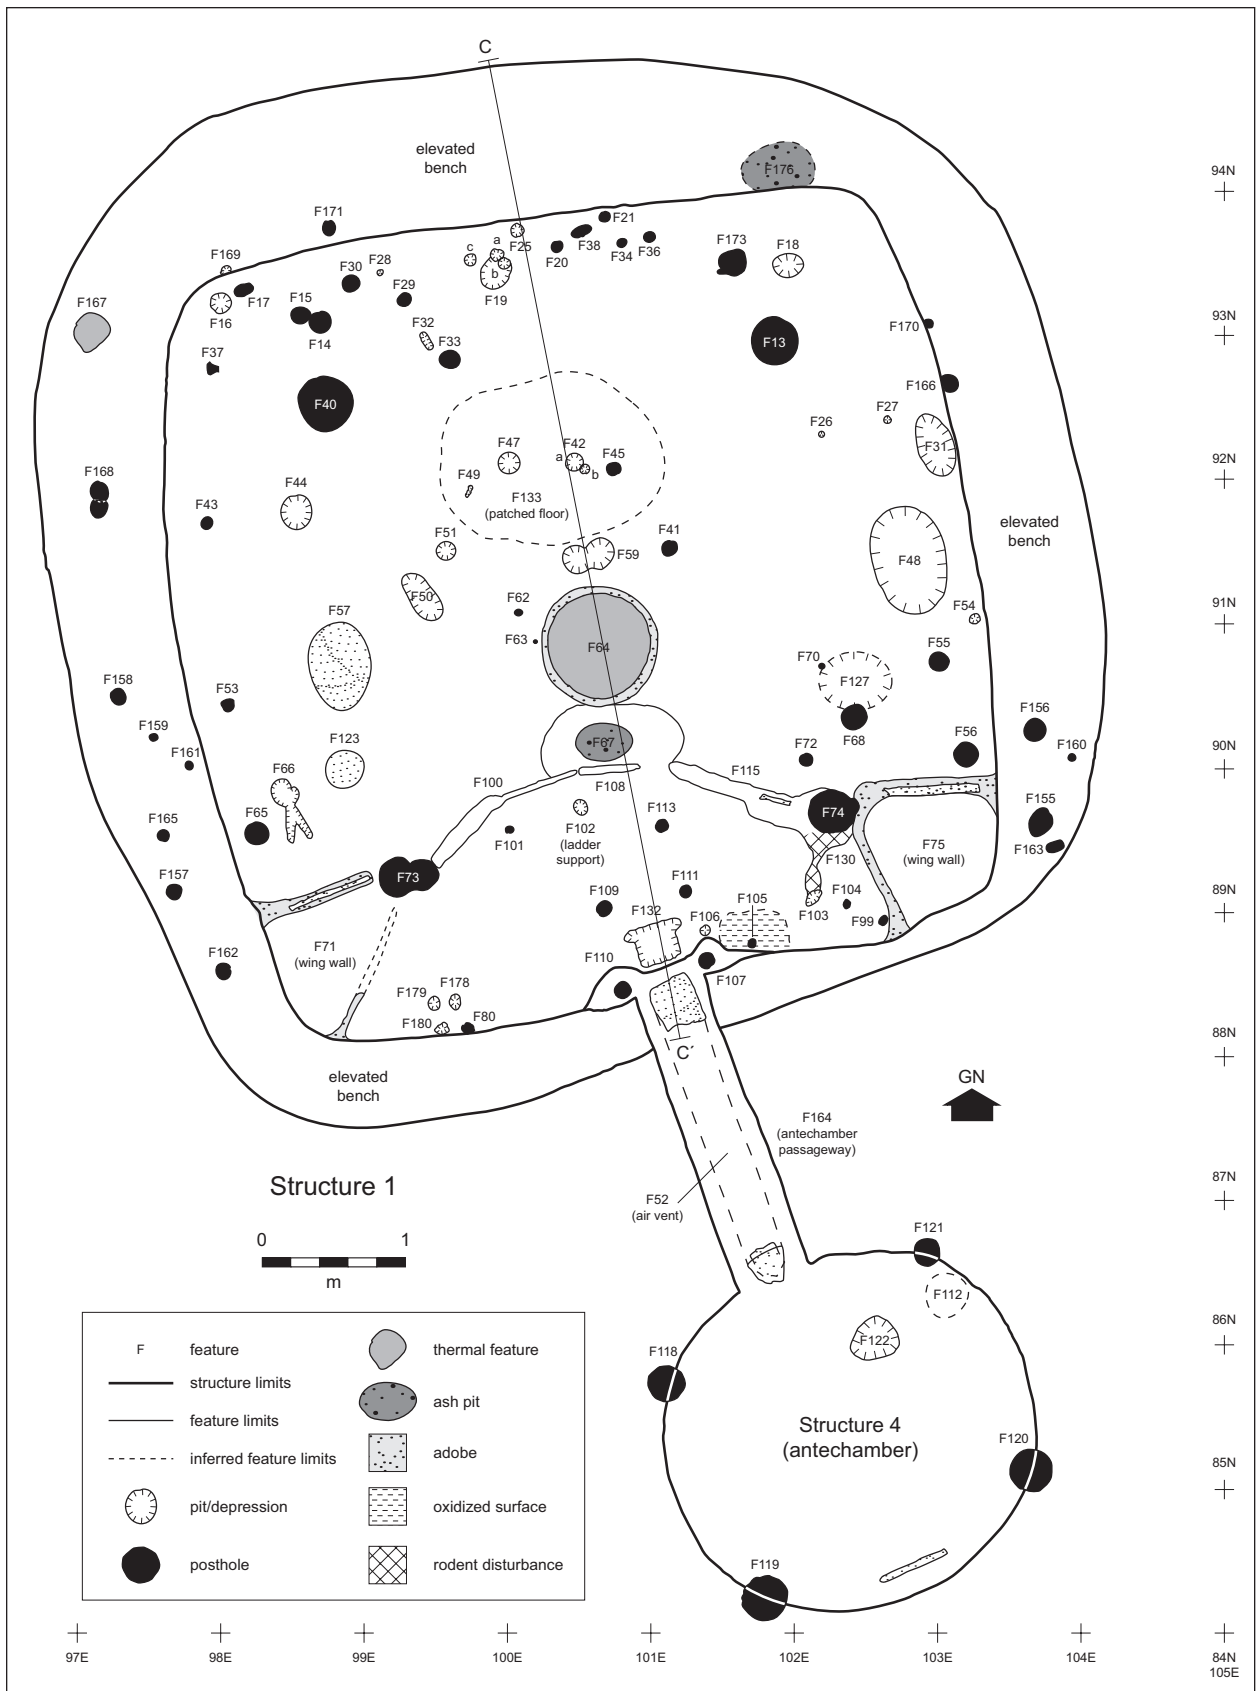 C
elevated
bench
94N
F176
F171
F21
F38
F34
F36
F20
F25
a
c
b
F19
F173
F18
F169
F30
F28
F29
F17
F16
F15
F14
F32
F33
F167
F37
93N
F13
F170
F166
F40
F26
F27
F31
92N
F47
F42
a
b
F45
F49
F133
(patched floor)
F168
F43
F44
F51
F59
F41
elevated
bench
F48
F50
F57
F62
F63
F64
F54
91N
F55
F70
F127
F68
F158
F159
F161
F53
F123
F67
F72
F56
F156
F160
90N
F66
F65
F100
F108
F115
F102
(ladder
support)
F113
F101
F74
F130
F75
(wing wall)
F155
F163
F165
F157
F73
F109
F111
F105
F103
F104
F99
89N
F132
F106
F71
(wing wall)
F162
F110
F107
F179
F178
F180
F80
88N
C´
elevated
bench
GN
F164
(antechamber
passageway)
Structure 1
87N
F52
(air vent)
0
1
m
F121
F112
F122
86N
F118
Structure 4
(antechamber)
F120
85N
F119
F
feature
structure limits
feature limits
inferred feature limits
pit/depression
posthole
thermal feature
ash pit
adobe
oxidized surface
rodent disturbance
97E
98E
99E
100E
101E
102E
103E
104E
84N
105E